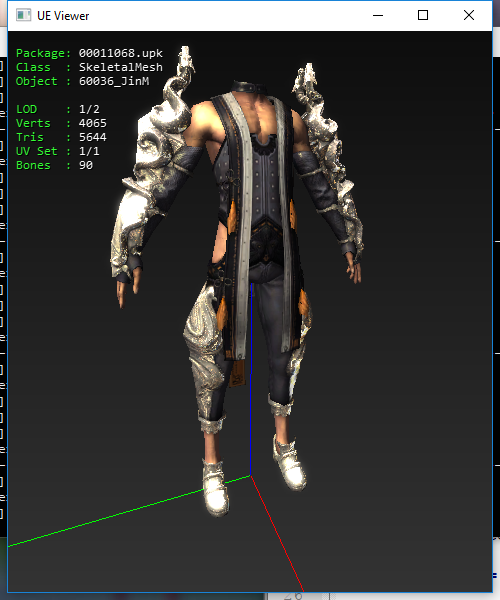 UE Viewer
Package: 00011068.upk
Class  : SkeletalMesh
Object : 60036_JinM
LOD    : 1/2
Verts  : 4065
Tris   : 5644
UV Set : 1/1
Bones  : 90